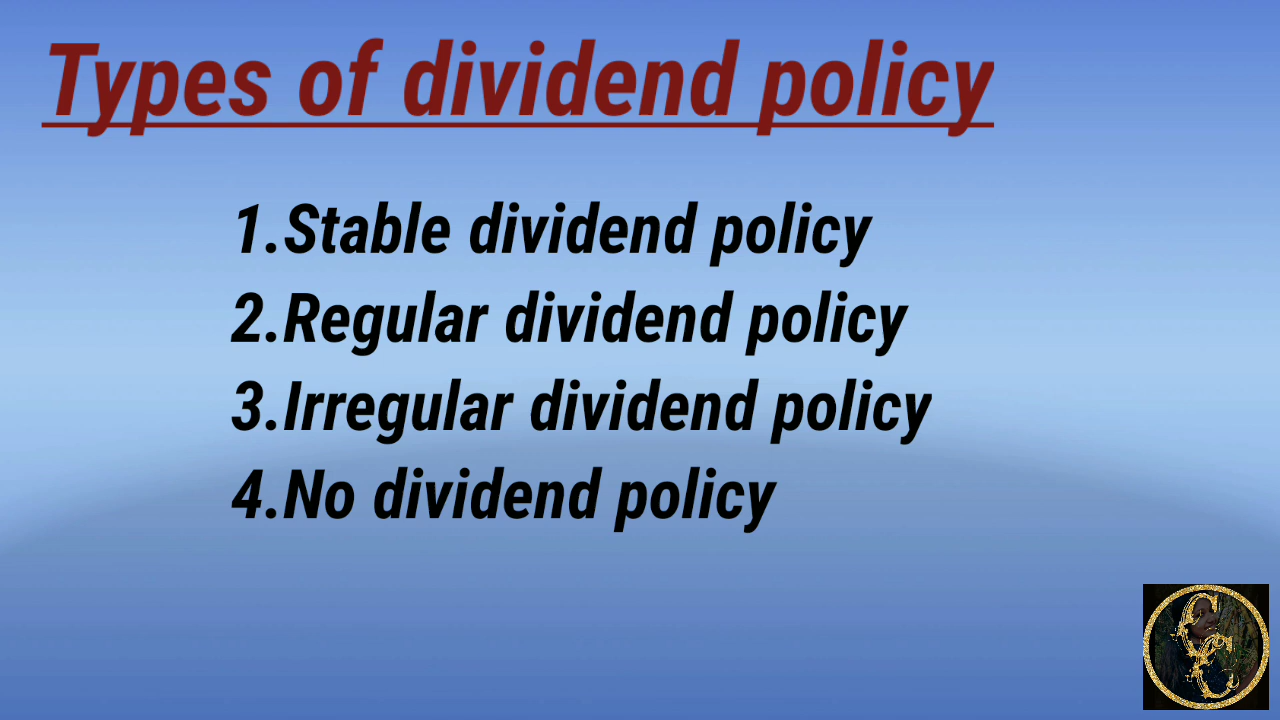 Types of dividend policy
1.Stable dividend policy
2.Regular dividend policy
3.Irregular dividend policy
4.No dividend policy